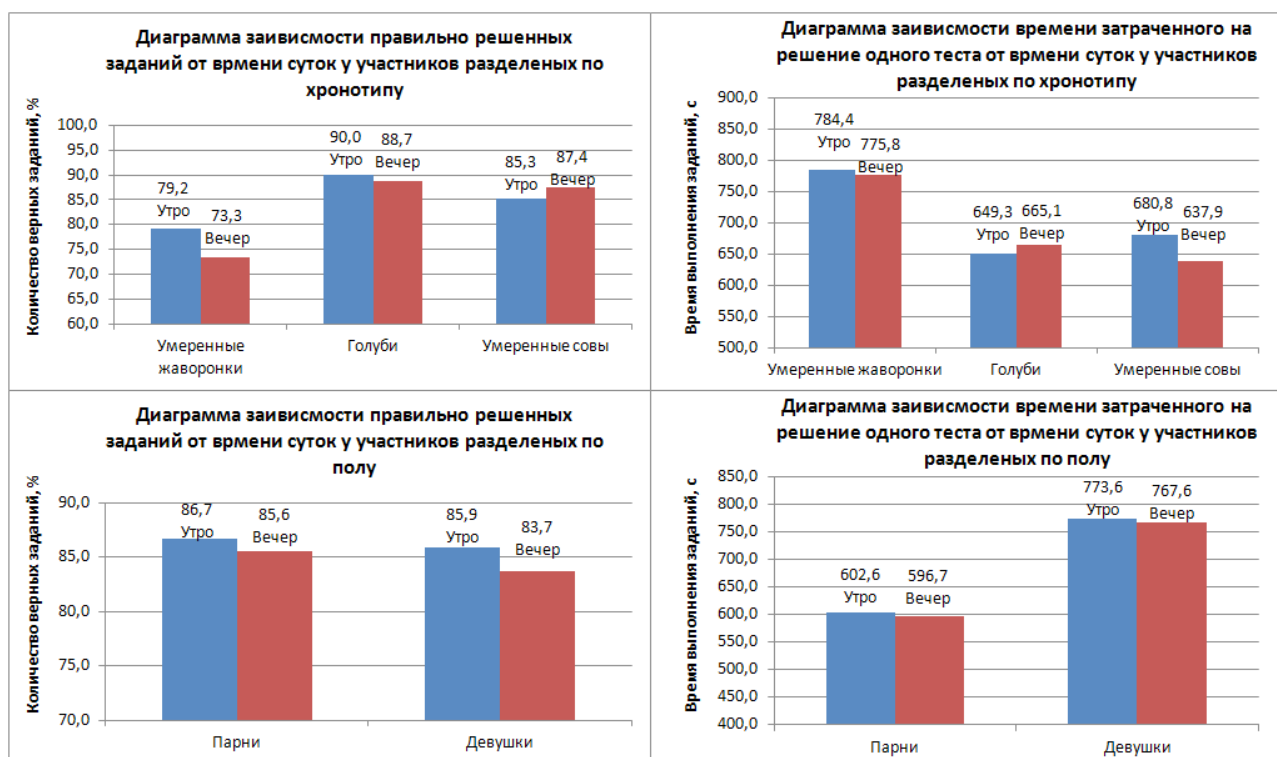 Диаграмма заивисмости правильно решенных
заданий от врмени суток у участников разделеных по
хронотипу
Количество верных заданий, %
100,0
95,0
90,0
85,0
80,0
75,0
70,0
65,0
60,0
79,2
Утро
73,3
Вечер
90,0
Утро
88,7
Вечер
85,3
Утро
87,4
Вечер
Умеренные
жаворонки
Голуби
Умеренные совы
Диаграмма заивисмости времени затраченного на
решение одного теста от врмени суток у участников
разделеных по хронотипу
Время выполнения заданий, с
900,0
850,0
800,0
750,0
700,0
650,0
600,0
550,0
500,0
784,4
Утро
775,8
Вечер
649,3
Утро
665,1
Вечер
680,8
Утро
637,9
Вечер
Умеренные жаворонки
Голуби
Умеренные совы
Диаграмма заивисмости правильно решенных
заданий от врмени суток у участников разделеных по
полу
Количество верных заданий, %
90,0
85,0
80,0
75,0
70,0
86,7
Утро
85,6
Вечер
85,9
Утро
83,7
Вечер
Парни
Девушки
Диаграмма заивисмости времени затраченного на
решение одного теста от врмени суток у участников
разделеных по полу
Время выполнения заданий, с
850,0
800,0
750,0
700,0
650,0
600,0
550,0
500,0
450,0
400,0
602,6
Утро
596,7
Вечер
773,6
Утро
767,6
Вечер
Парни
Девушки